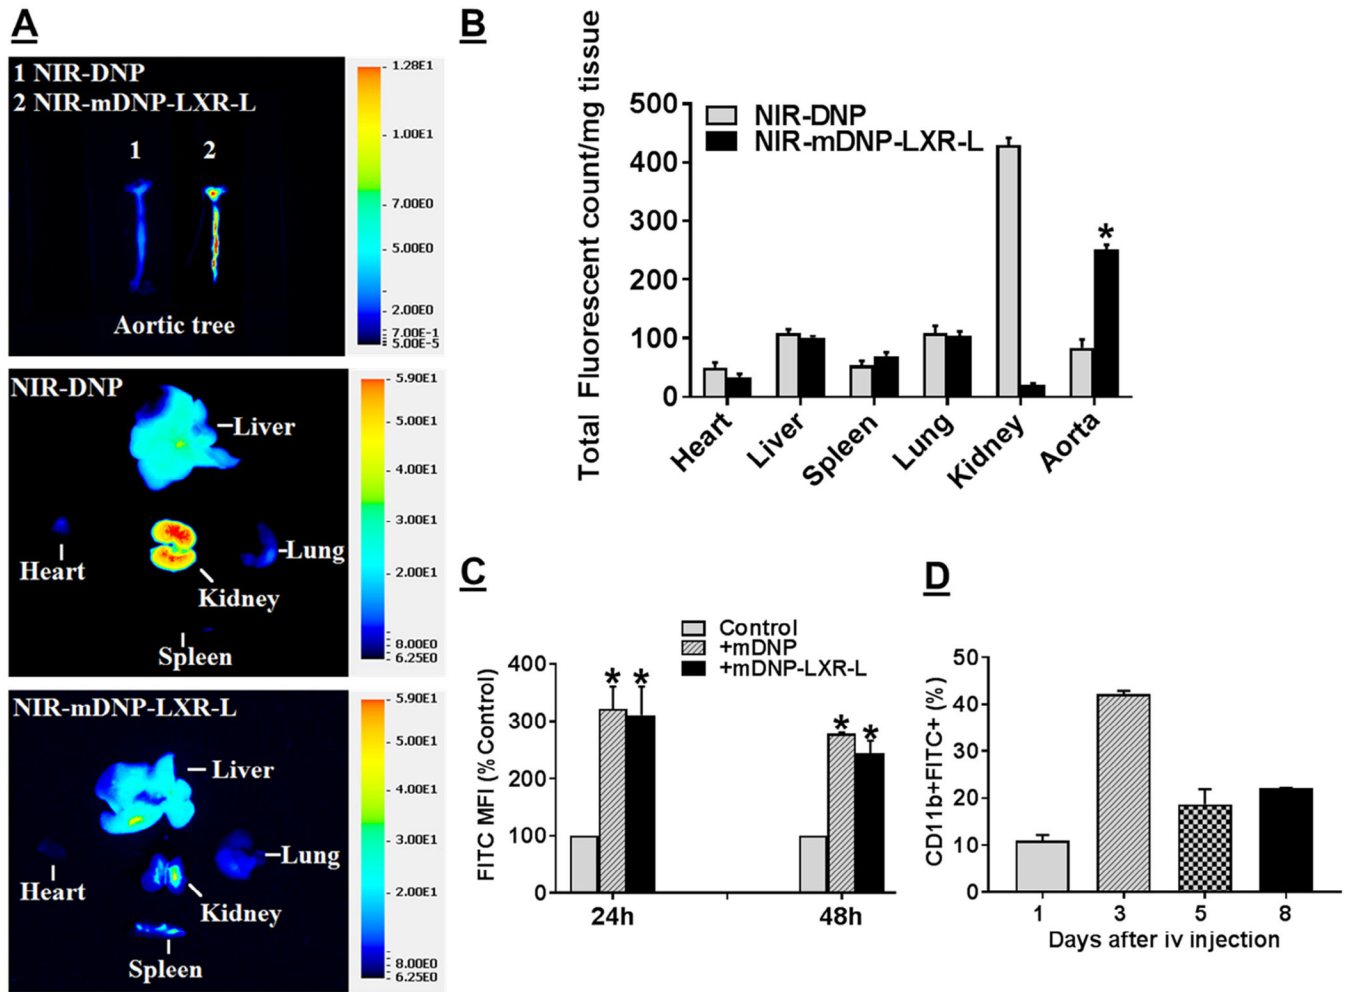 A
1 NIR-DNP
2 NIR-mDNP-LXR-L
1 2
Aortic tree
1.28E1
1.00E1
7.00E0
5.00E0
2.00E0
7.00E-1
5.00E-5
NIR-DNP
Liver
Heart
Lung
Kidney
Spleen
5.90E1
5.00E1
4.00E1
3.00E1
2.00E1
8.00E0
6.25E0
NIR-mDNP-LXR-L
Liver
Heart
Lung
Kidney
Spleen
5.90E1
5.00E1
4.00E1
3.00E1
2.00E1
8.00E0
6.25E0
B
Total Fluorescent count/mg tissue
500
400
300
200
100
0
NIR-DNP
NIR-mDNP-LXR-L
*
Heart Liver Spleen Lung Kidney Aorta
C
Control
+mDNP
+mDNP-LXR-L
FITC MFI (% Control)
400
300
200
100
0
* * * *
24h 48h
D
CD11b+FITC+ (%)
50
40
30
20
10
0
1 3 5 8
Days after iv injection